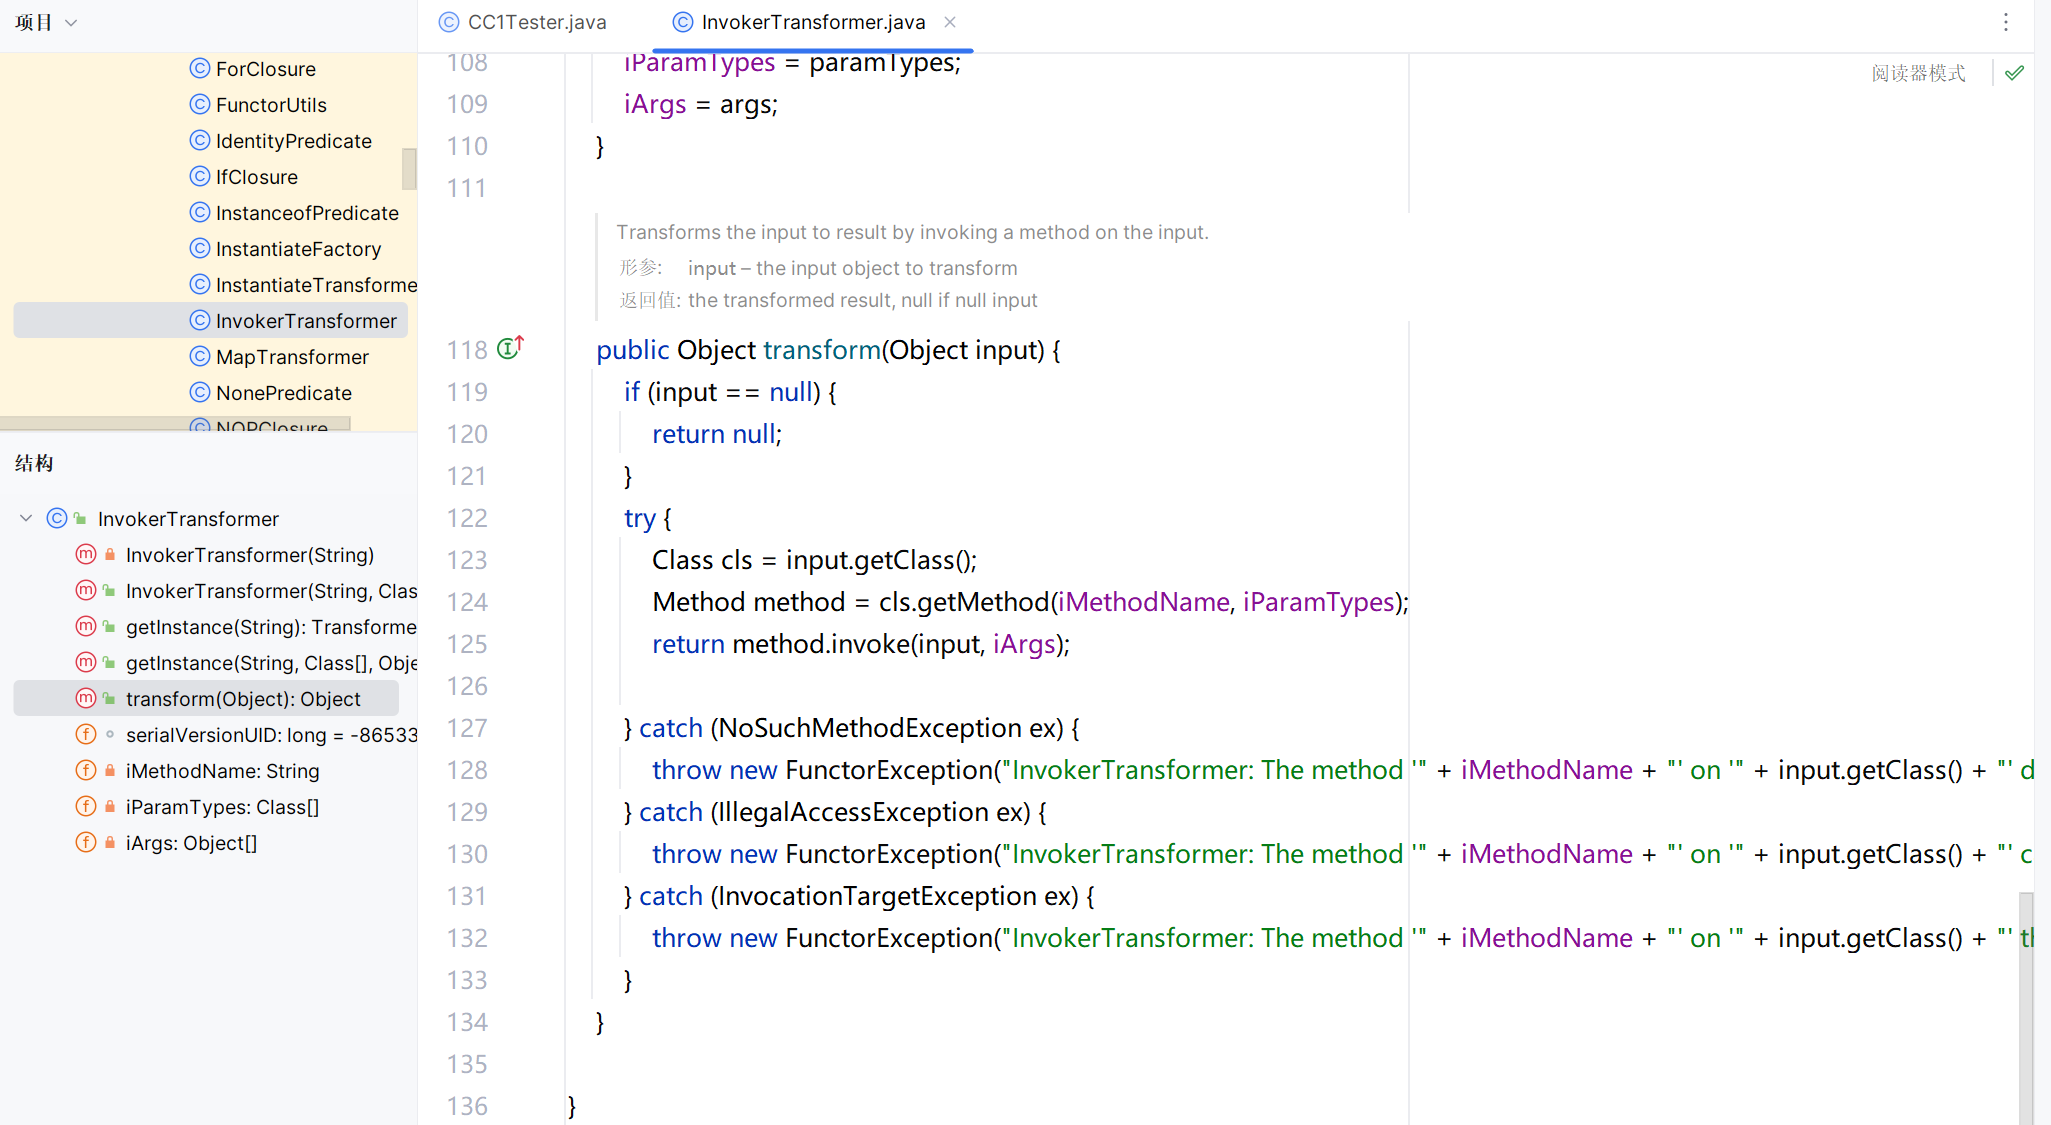 项目
ForClosure
FunctorUtils
IdentityPredicate
IfClosure
InstanceofPredicate
InstantiateFactory
InstantiateTransforme
InvokerTransformer
MapTransformer
NonePredicate
NOPClosure
结构
InvokerTransformer
InvokerTransformer(String)
InvokerTransformer(String, Clas
getInstance(String): Transforme
getInstance(String, Class[], Obje
transform(Object): Object
serialVersionUID: long = -86533
iMethodName: String
iParamTypes: Class[]
iArgs: Object[]
CC1Tester.java
InvokerTransformer.java
阅读器模式
108 iParamTypes = paramTypes;
109 iArgs = args;
110 }
111
Transforms the input to result by invoking a method on the input.
形参: input – the input object to transform
返回值: the transformed result, null if null input
118 public Object transform(Object input) {
119 if (input == null) {
120 return null;
121 }
122 try {
123 Class cls = input.getClass();
124 Method method = cls.getMethod(iMethodName, iParamTypes);
125 return method.invoke(input, iArgs);
126
127 } catch (NoSuchMethodException ex) {
128 throw new FunctorException("InvokerTransformer: The method '" + iMethodName + "' on '" + input.getClass() + "' d
129 } catch (IllegalAccessException ex) {
130 throw new FunctorException("InvokerTransformer: The method '" + iMethodName + "' on '" + input.getClass() + "' c
131 } catch (InvocationTargetException ex) {
132 throw new FunctorException("InvokerTransformer: The method '" + iMethodName + "' on '" + input.getClass() + "' th
133 }
134 }
135
136 }